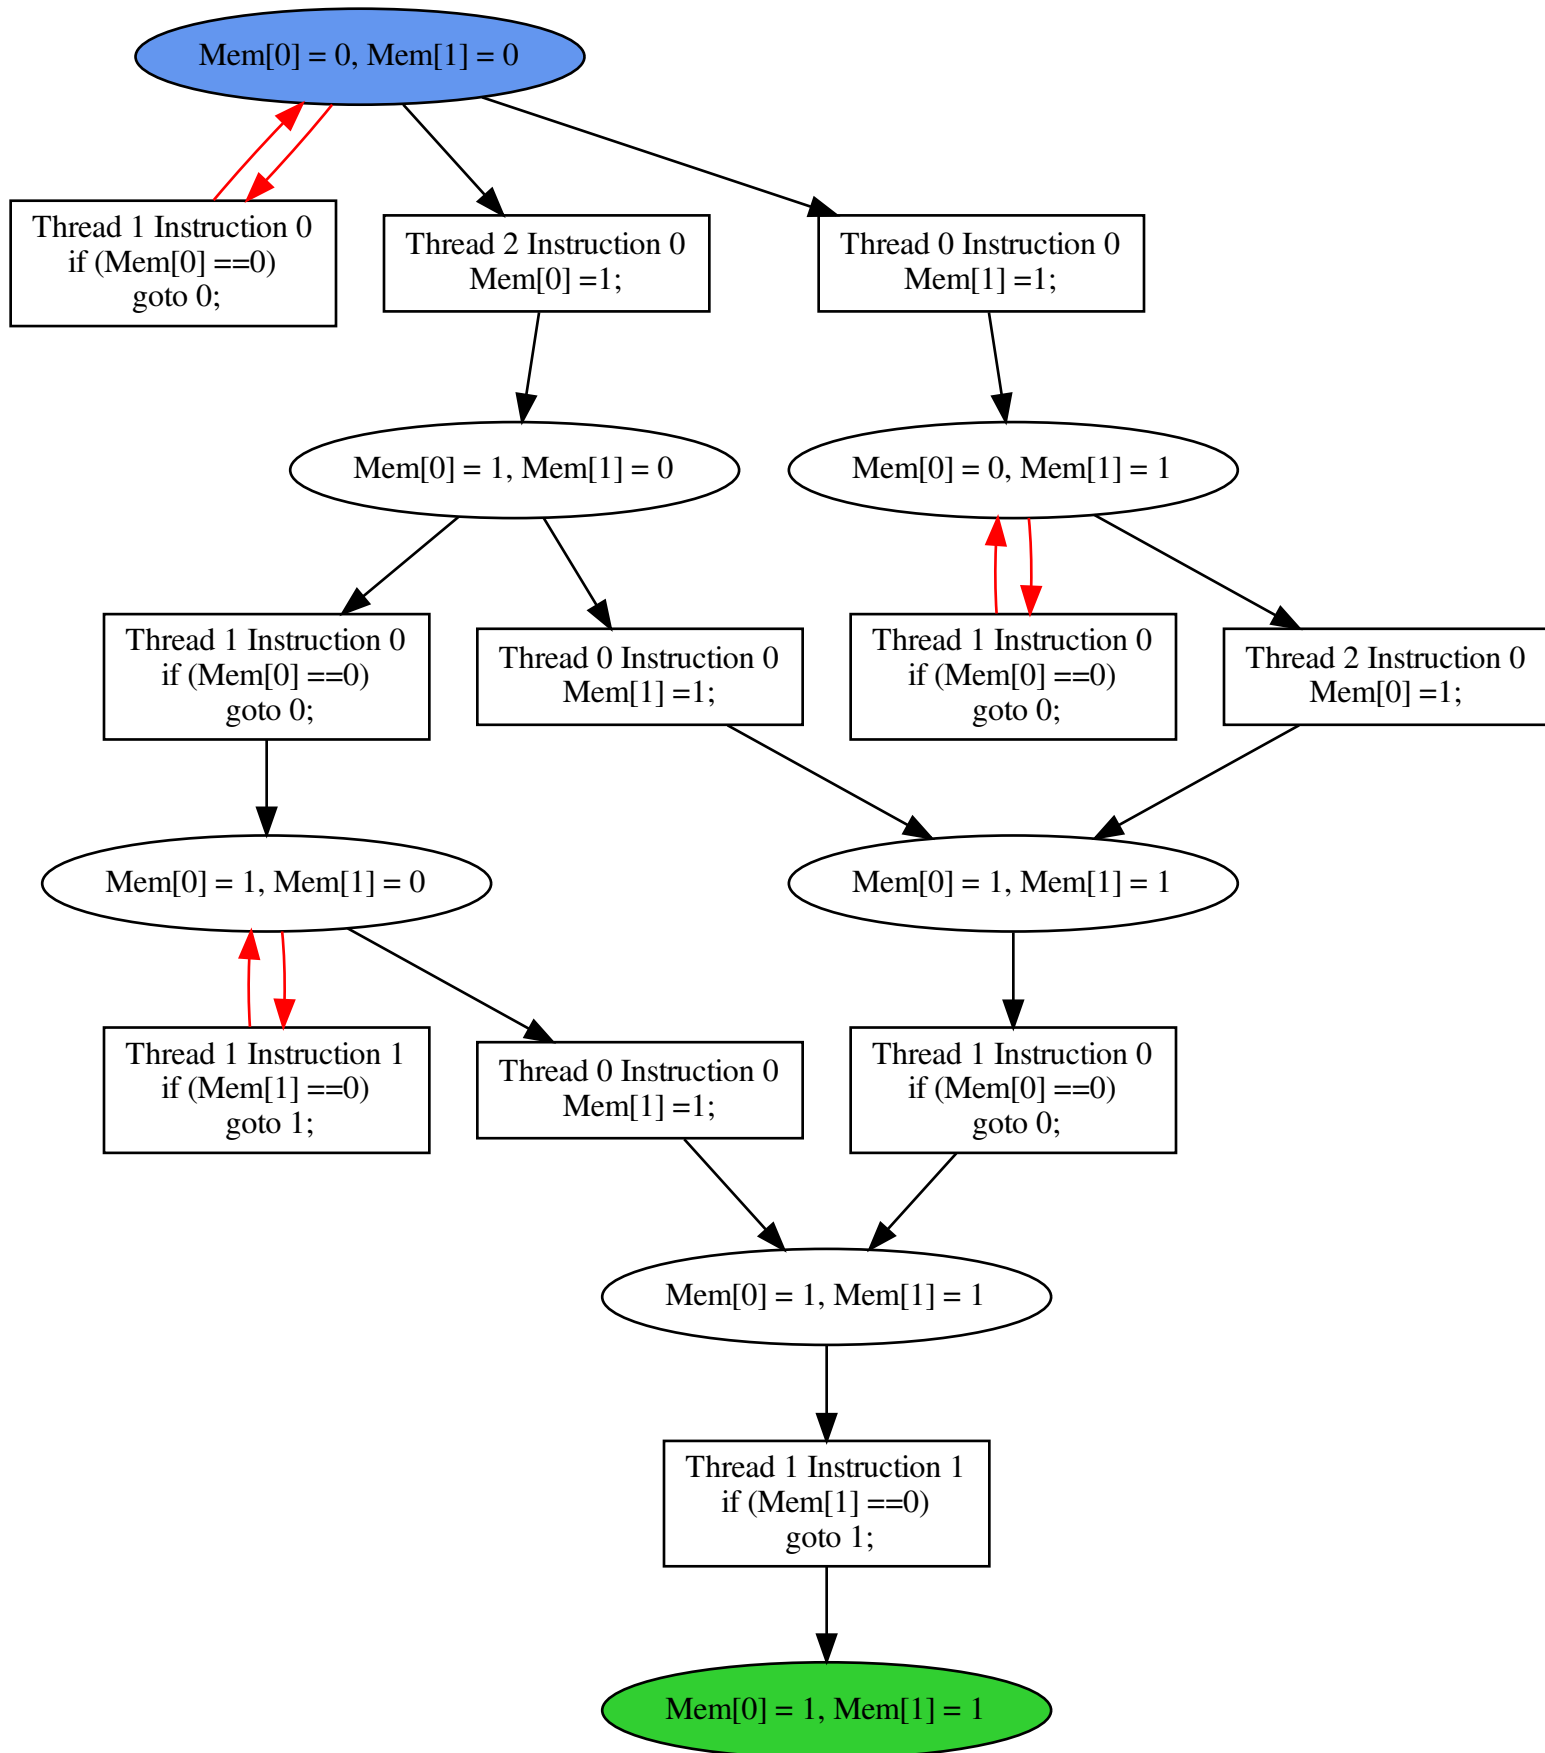 Mem[0] = 0, Mem[1] = 0
Thread 1 Instruction 0
if (Mem[0] ==0)
goto 0;
Thread 2 Instruction 0
Mem[0] =1;
Thread 0 Instruction 0
Mem[1] =1;
Mem[0] = 1, Mem[1] = 0
Mem[0] = 0, Mem[1] = 1
Thread 1 Instruction 0
if (Mem[0] ==0)
goto 0;
Thread 0 Instruction 0
Mem[1] =1;
Thread 1 Instruction 0
if (Mem[0] ==0)
goto 0;
Thread 2 Instruction 0
Mem[0] =1;
Mem[0] = 1, Mem[1] = 0
Mem[0] = 1, Mem[1] = 1
Thread 1 Instruction 1
if (Mem[1] ==0)
goto 1;
Thread 0 Instruction 0
Mem[1] =1;
Thread 1 Instruction 0
if (Mem[0] ==0)
goto 0;
Mem[0] = 1, Mem[1] = 1
Thread 1 Instruction 1
if (Mem[1] ==0)
goto 1;
Mem[0] = 1, Mem[1] = 1